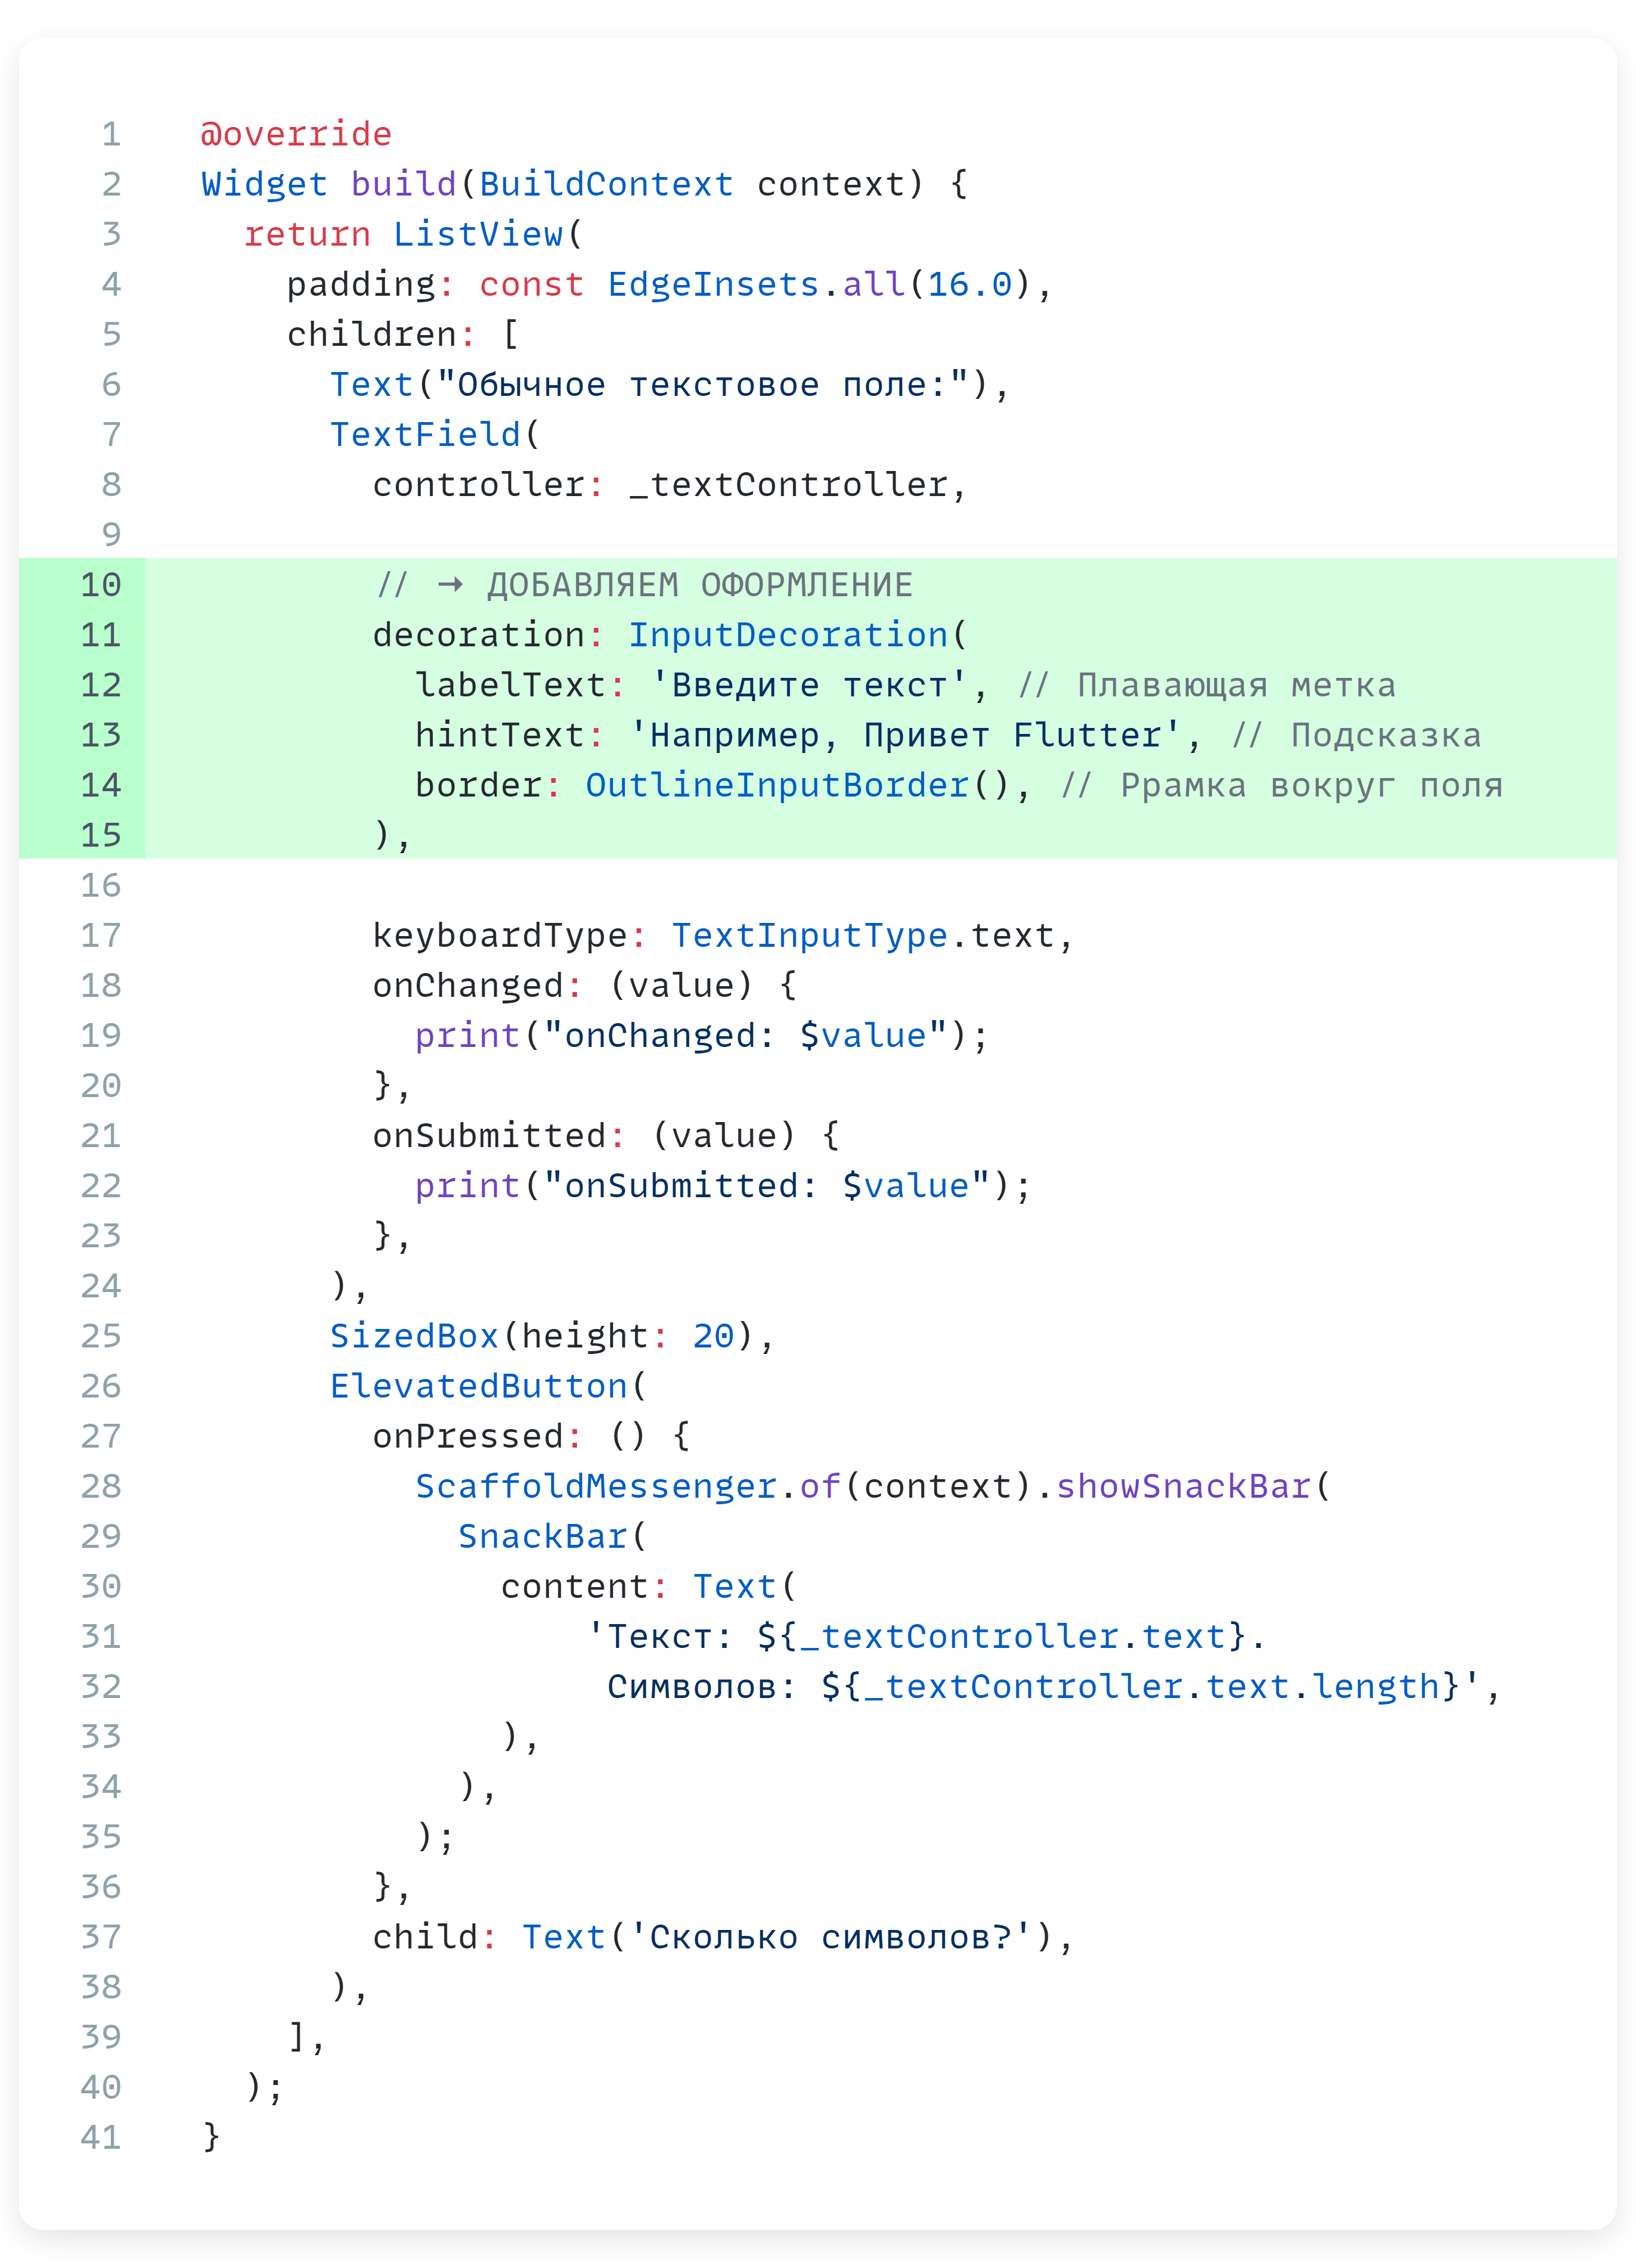 1 @override
2 Widget build(BuildContext context) {
3   return ListView(
4     padding: const EdgeInsets.all(16.0),
5     children: [
6       Text("Обычное текстовое поле:"),
7       TextField(
8         controller: _textController,
9
10         // → ДОБАВЛЯЕМ ОФОРМЛЕНИЕ
11         decoration: InputDecoration(
12           labelText: 'Введите текст', // Плавающая метка
13           hintText: 'Например, Привет Flutter', // Подсказка
14           border: OutlineInputBorder(), // Ррамка вокруг поля
15         ),
16
17         keyboardType: TextInputType.text,
18         onChanged: (value) {
19           print("onChanged: $value");
20         },
21         onSubmitted: (value) {
22           print("onSubmitted: $value");
23         },
24       ),
25       SizedBox(height: 20),
26       ElevatedButton(
27         onPressed: () {
28           ScaffoldMessenger.of(context).showSnackBar(
29             SnackBar(
30               content: Text(
31                   'Текст: ${_textController.text}.
32                    Символов: ${_textController.text.length}',
33               ),
34             ),
35           );
36         },
37         child: Text('Сколько символов?'),
38       ),
39     ],
40   );
41 }